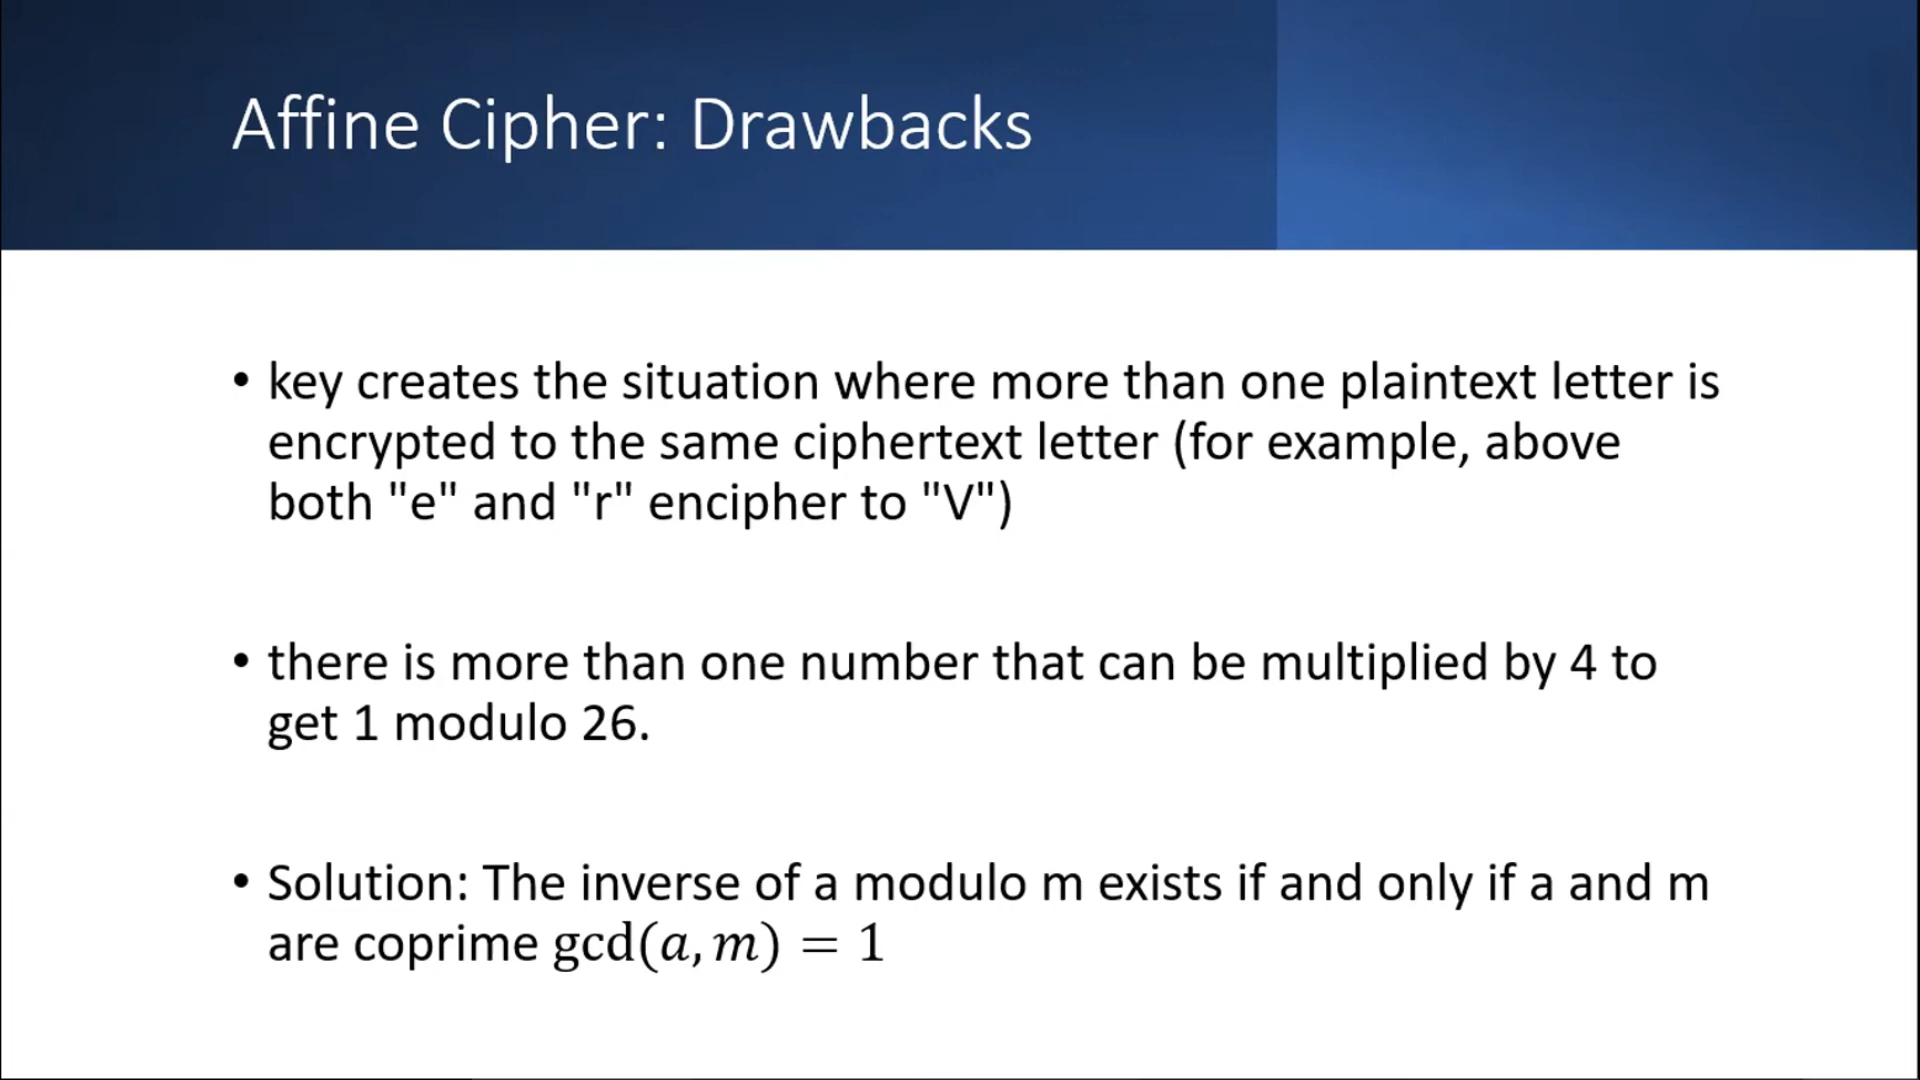 Affine Cipher: Drawbacks
• key creates the situation where more than one plaintext letter is
encrypted to the same ciphertext letter (for example, above
both "e" and "r" encipher to "V")
• there is more than one number that can be multiplied by 4 to
get 1 modulo 26.
• Solution: The inverse of a modulo m exists if and only if a and m
are coprime gcd(a, m) = 1